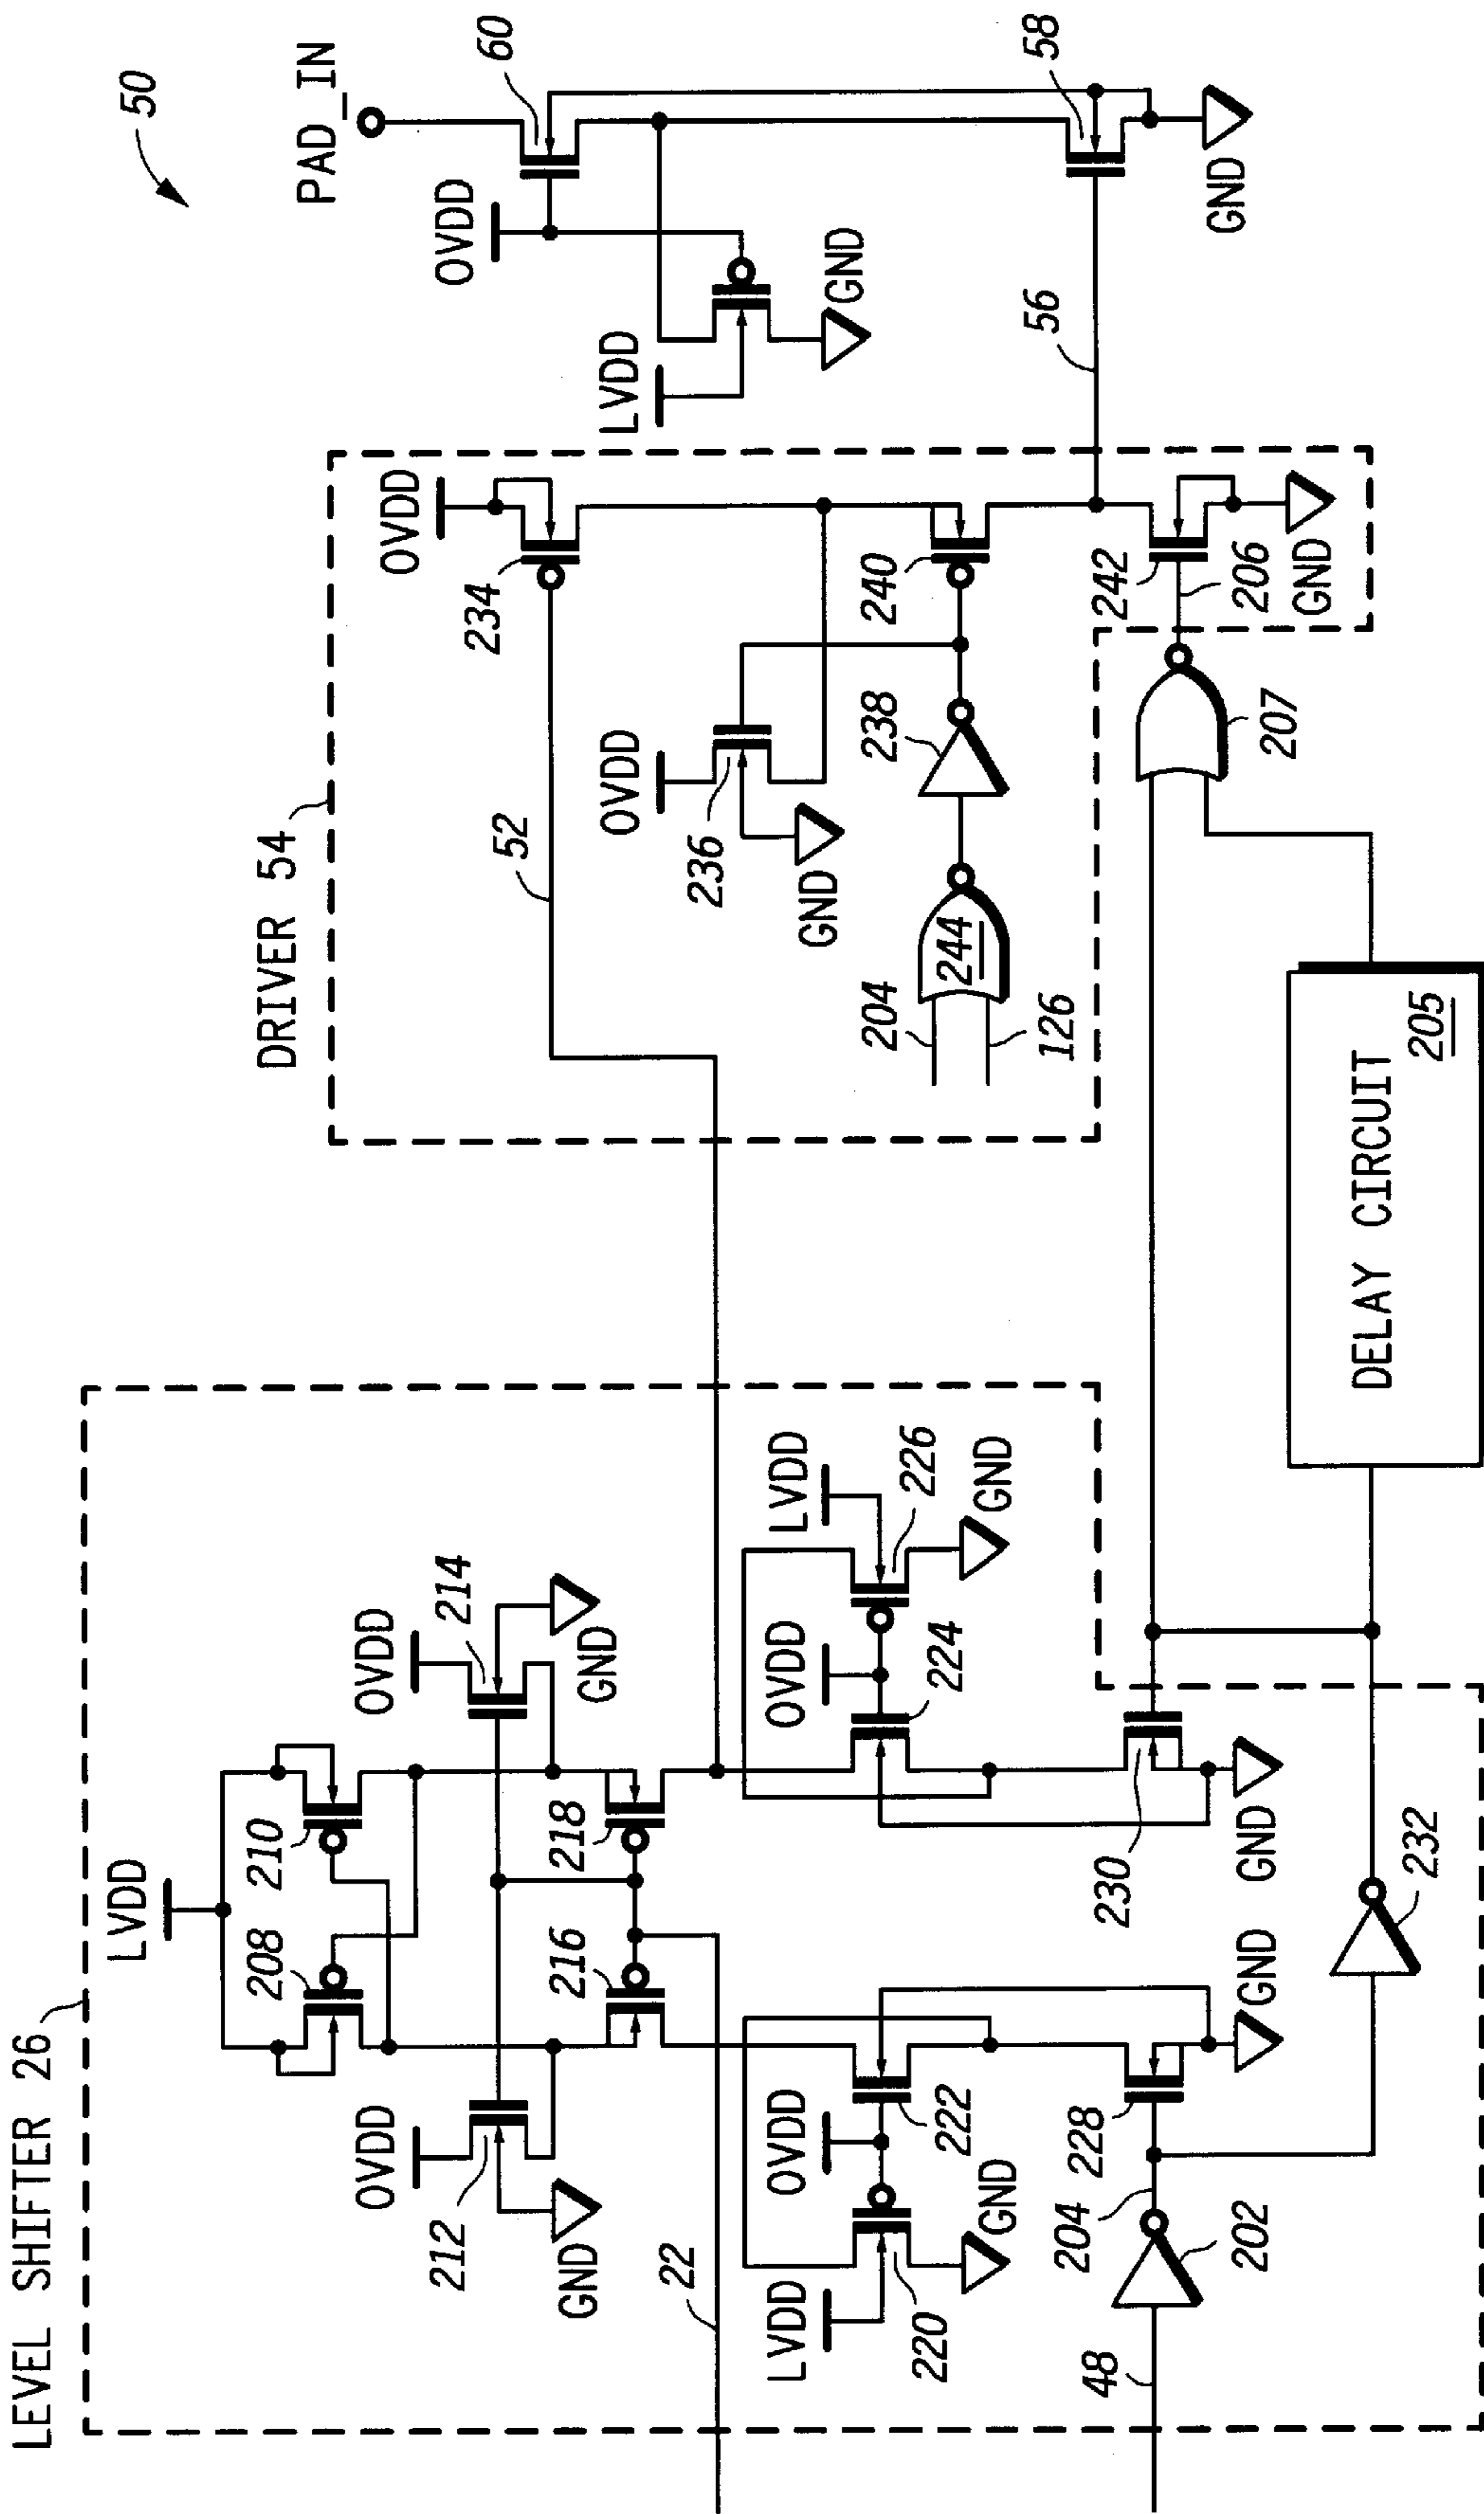 50
PAD_IN
60
58
OVDD
GND
LVDD
56
GND
DRIVER 54
OVDD
234
240
242
206
GND
52
OVDD
236
GND
238
204
244
126
207
DELAY CIRCUIT
205
LEVEL SHIFTER 26
LVDD
208
210
OVDD
214
GND
216
218
OVDD
212
GND
LVDD
226
GND
OVDD
224
230
GND
OVDD
222
228
GND
22
LVDD
220
GND
48
204
202
232